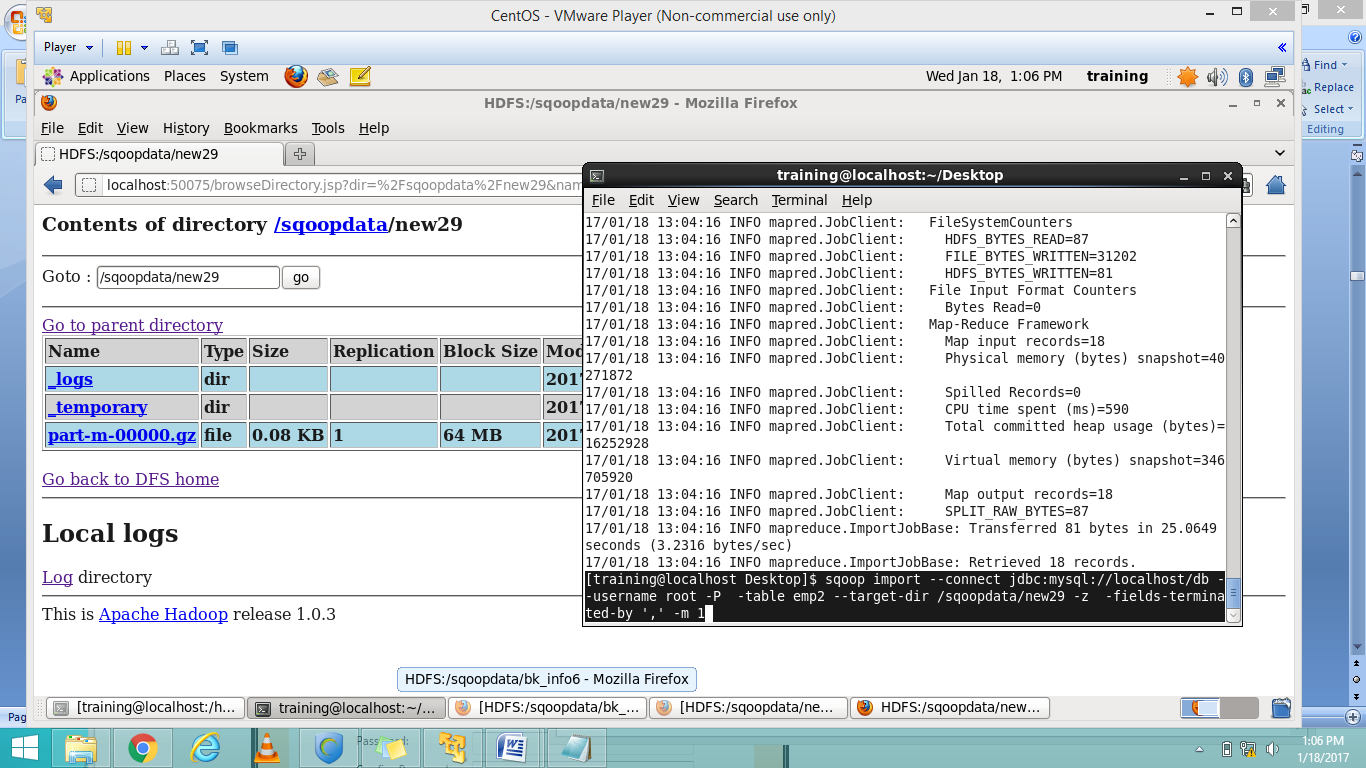 CentOS - VMware Player (Non-commercial use only)
Player
Applications Places System
Wed Jan 18, 1:06 PM training
Find
Replace
Select
Editing
Pa
HDFS:/sqoopdata/new29 - Mozilla Firefox
File Edit View History Bookmarks Tools Help
HDFS:/sqoopdata/new29
localhost:50075/browseDirectory.jsp?dir=%2Fsqoopdata%2Fnew29&nam
Contents of directory /sqoopdata/new29
Goto : /sqoopdata/new29 go
Go to parent directory
Name Type Size Replication Block Size Mod
_logs dir 2017
_temporary dir 2017
part-m-00000.gz file 0.08 KB 1 64 MB 2017
Go back to DFS home
Local logs
Log directory
This is Apache Hadoop release 1.0.3
training@localhost:~/Desktop
File Edit View Search Terminal Help
17/01/18 13:04:16 INFO mapred.JobClient:   FileSystemCounters
17/01/18 13:04:16 INFO mapred.JobClient:     HDFS_BYTES_READ=87
17/01/18 13:04:16 INFO mapred.JobClient:     FILE_BYTES_WRITTEN=31202
17/01/18 13:04:16 INFO mapred.JobClient:     HDFS_BYTES_WRITTEN=81
17/01/18 13:04:16 INFO mapred.JobClient:   File Input Format Counters
17/01/18 13:04:16 INFO mapred.JobClient:     Bytes Read=0
17/01/18 13:04:16 INFO mapred.JobClient:   Map-Reduce Framework
17/01/18 13:04:16 INFO mapred.JobClient:     Map input records=18
17/01/18 13:04:16 INFO mapred.JobClient:     Physical memory (bytes) snapshot=40
271872
17/01/18 13:04:16 INFO mapred.JobClient:     Spilled Records=0
17/01/18 13:04:16 INFO mapred.JobClient:     CPU time spent (ms)=590
17/01/18 13:04:16 INFO mapred.JobClient:     Total committed heap usage (bytes)=
16252928
17/01/18 13:04:16 INFO mapred.JobClient:     Virtual memory (bytes) snapshot=346
705920
17/01/18 13:04:16 INFO mapred.JobClient:     Map output records=18
17/01/18 13:04:16 INFO mapred.JobClient:     SPLIT_RAW_BYTES=87
17/01/18 13:04:16 INFO mapreduce.ImportJobBase: Transferred 81 bytes in 25.0649
seconds (3.2316 bytes/sec)
17/01/18 13:04:16 INFO mapreduce.ImportJobBase: Retrieved 18 records.
[training@localhost Desktop]$ sqoop import --connect jdbc:mysql://localhost/db -
-username root -P  -table emp2 --target-dir /sqoopdata/new29 -z  -fields-termina
ted-by ',' -m 1
HDFS:/sqoopdata/bk_info6 - Mozilla Firefox
[training@localhost:/h... training@localhost:~/... [HDFS:/sqoopdata/bk_... [HDFS:/sqoopdata/ne... HDFS:/sqoopdata/new...
Pag
Password:
1:06 PM
1/18/2017